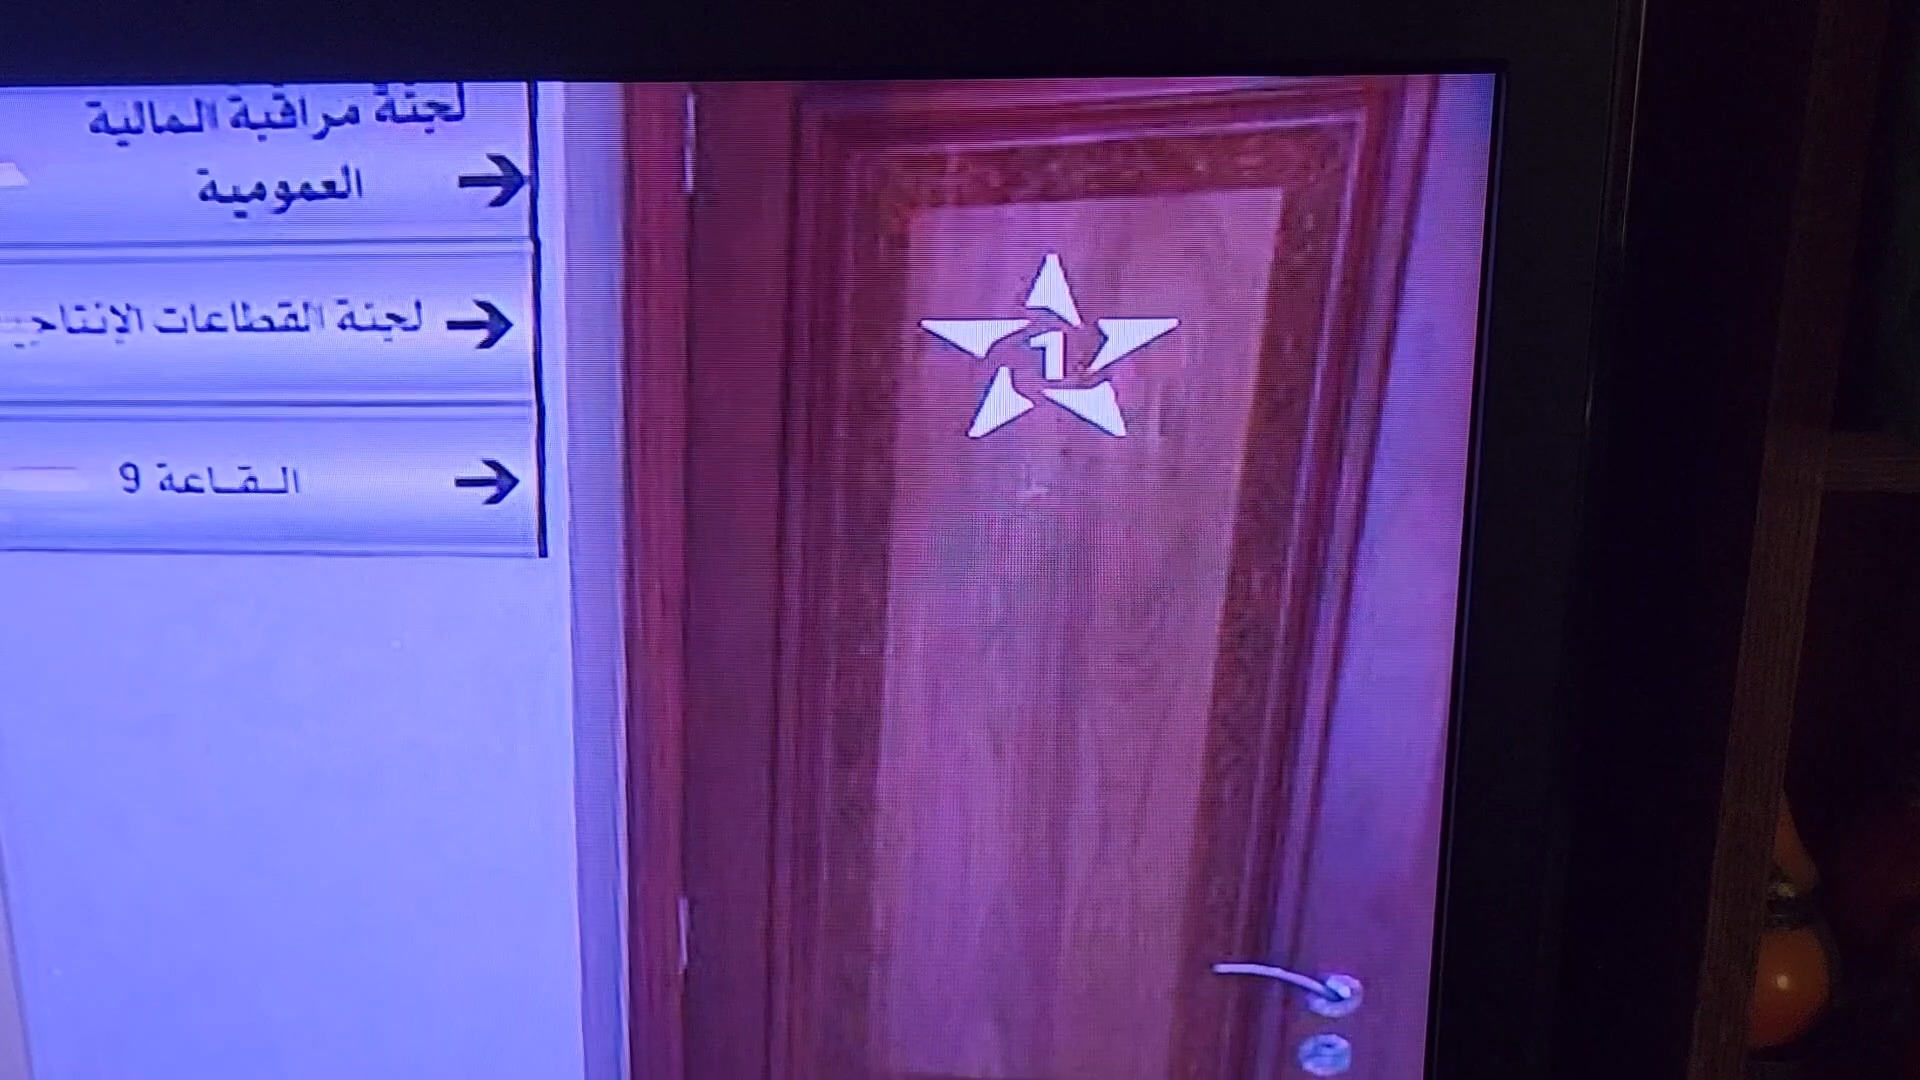 لجنة مراقبة المالية
العمومية
لجنة القطاعات
القاعة 9
1